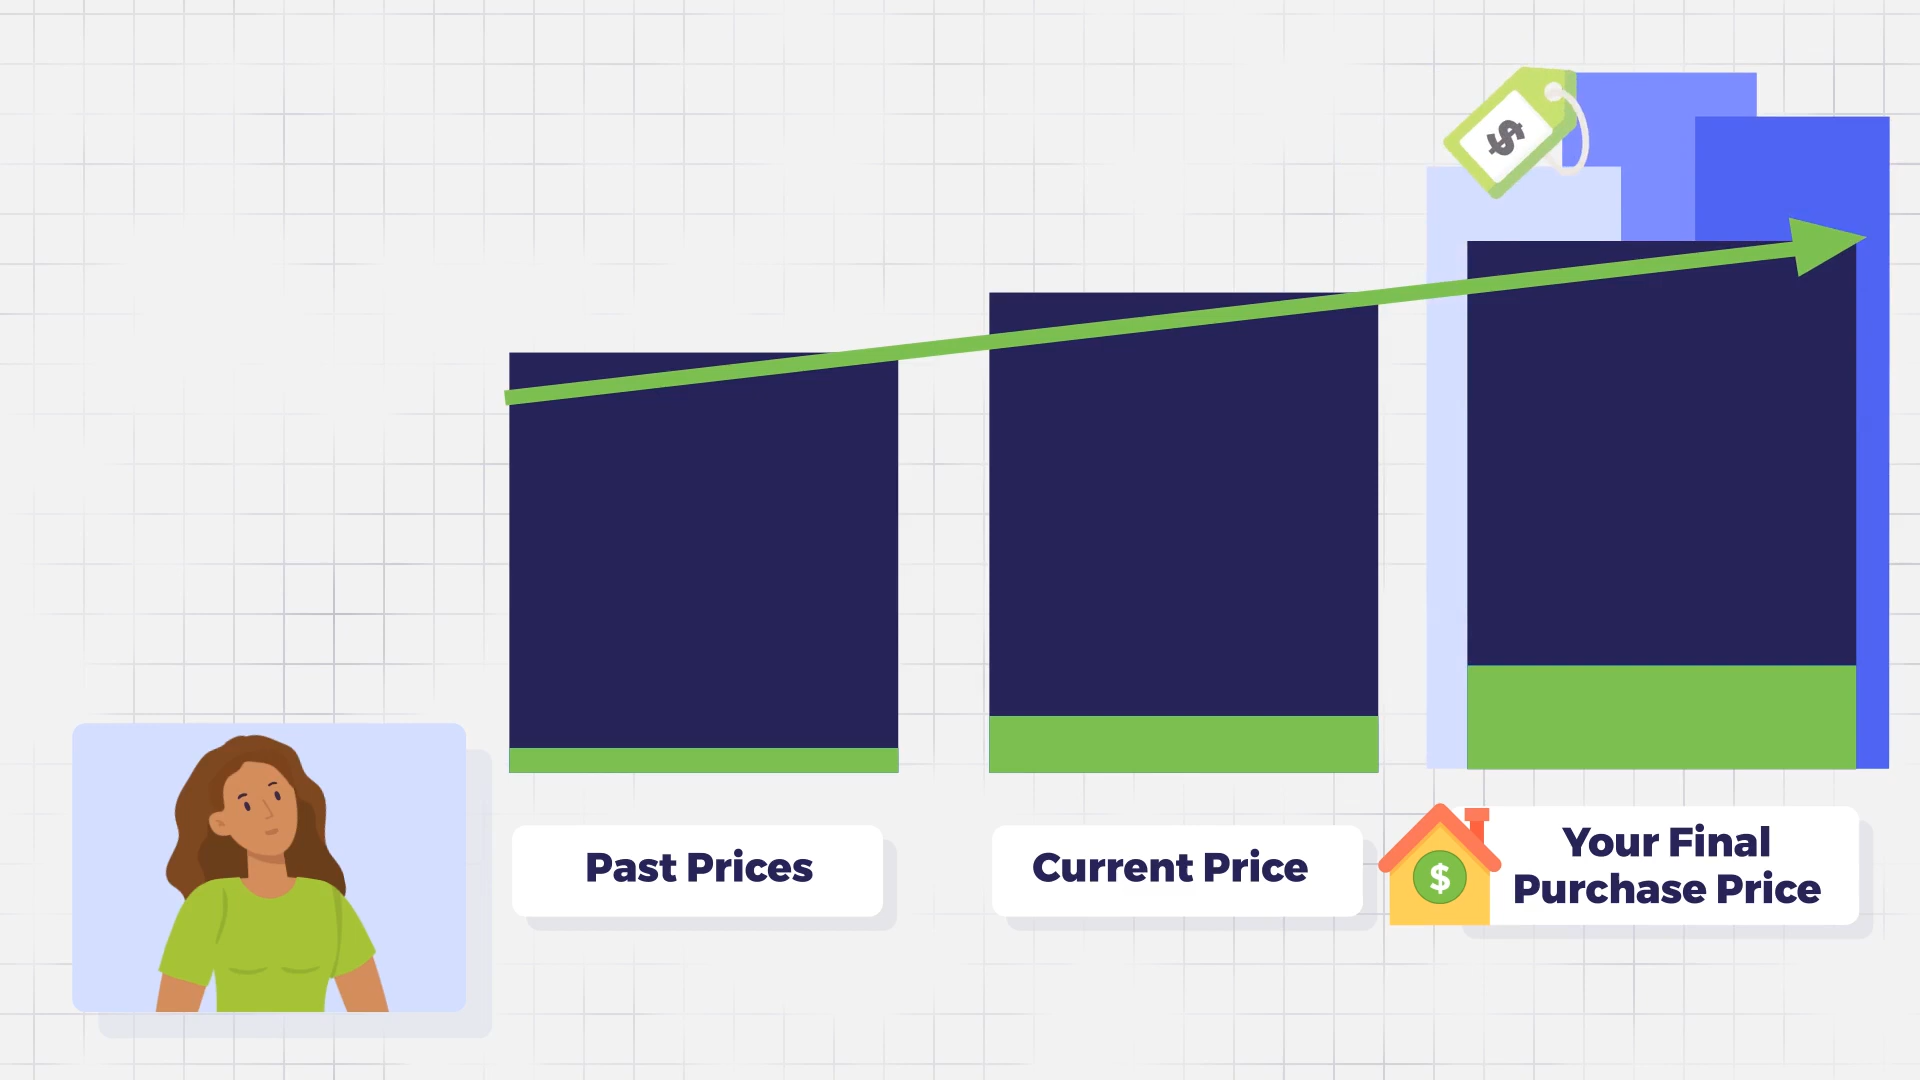 $
Past Prices
Current Price
$
Your Final
Purchase Price